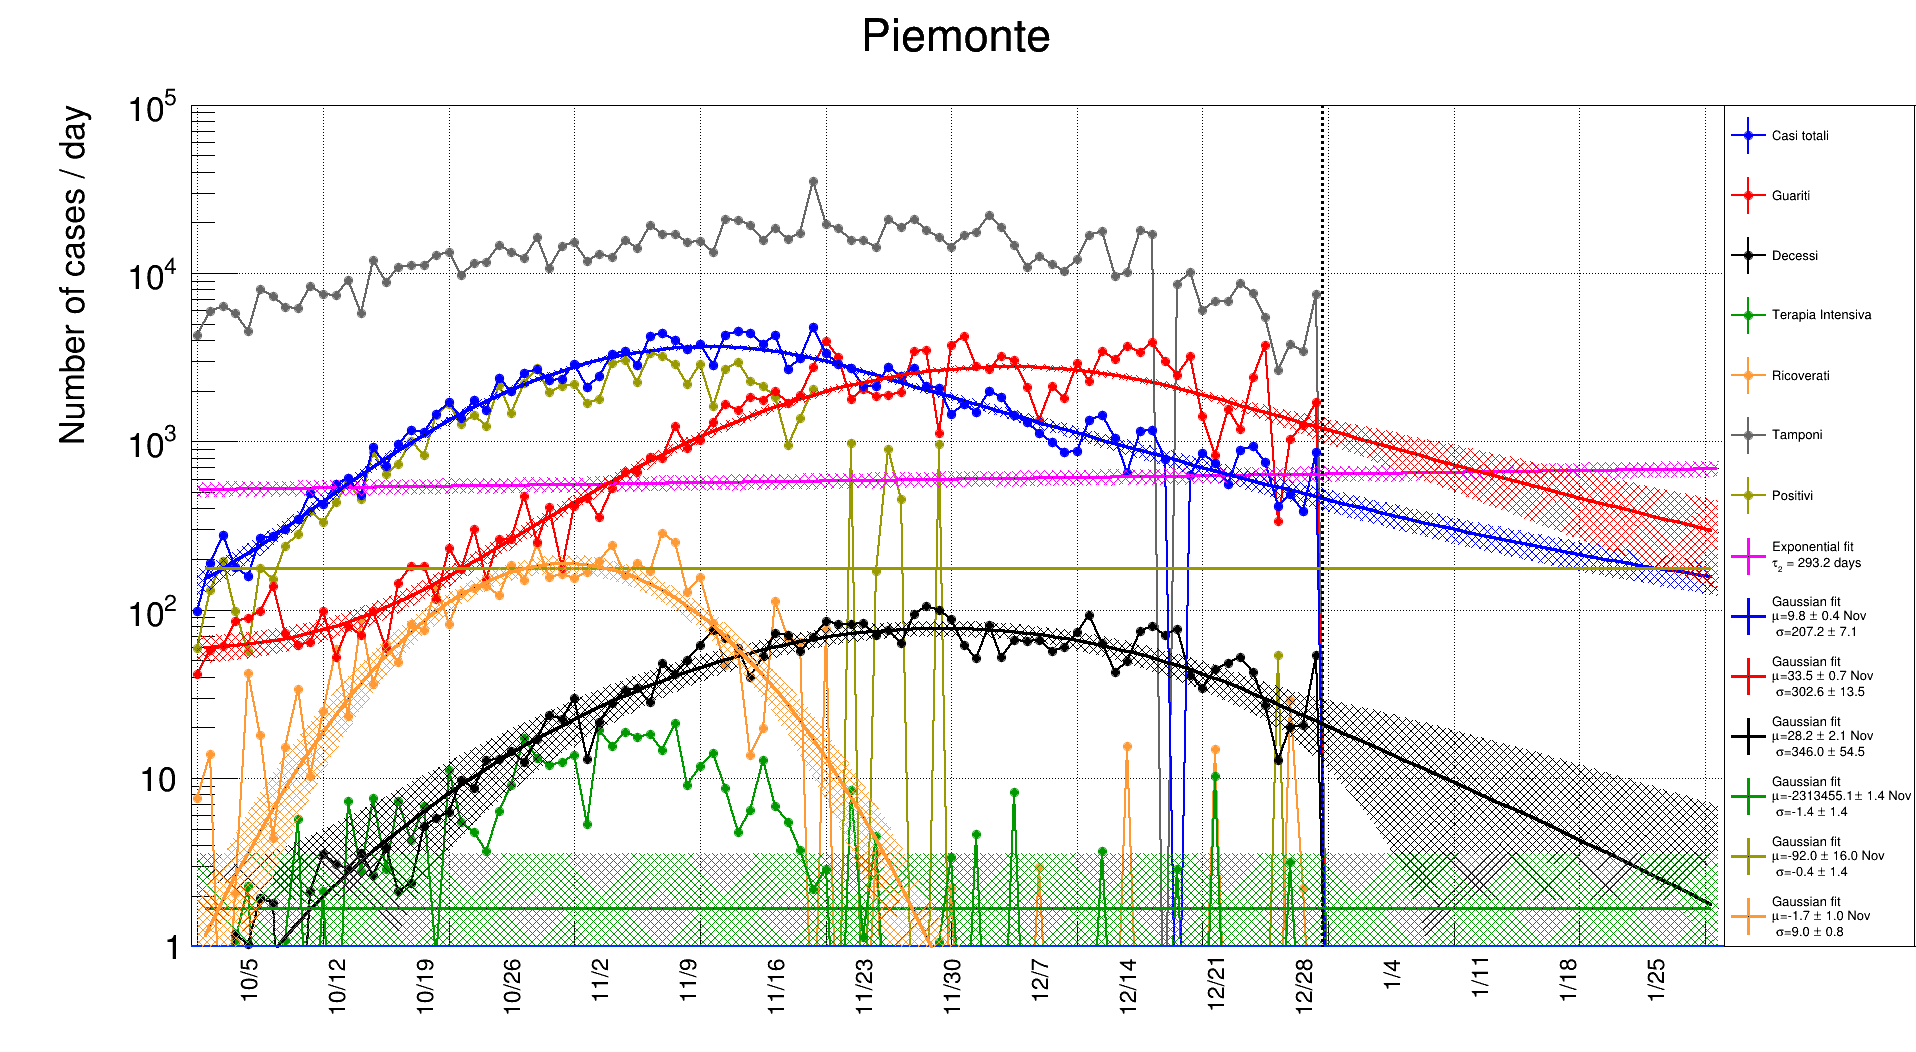 Piemonte
Number of cases / day
10^5
10^4
10^3
10^2
10
1
10/5
10/12
10/19
10/26
11/2
11/9
11/16
11/23
11/30
12/7
12/14
12/21
12/28
1/4
1/11
1/18
1/25
Casi totali
Guariti
Decessi
Terapia Intensiva
Ricoverati
Tamponi
Positivi
Exponential fit
τ₂ = 293.2 days
Gaussian fit
μ=9.8 ± 0.4 Nov
σ=207.2 ± 7.1
Gaussian fit
μ=33.5 ± 0.7 Nov
σ=302.6 ± 13.5
Gaussian fit
μ=28.2 ± 2.1 Nov
σ=346.0 ± 54.5
Gaussian fit
μ=-2313455.1 ± 1.4 Nov
σ=-1.4 ± 1.4
Gaussian fit
μ=-92.0 ± 16.0 Nov
σ=-0.4 ± 1.4
Gaussian fit
μ=-1.7 ± 1.0 Nov
σ=9.0 ± 0.8